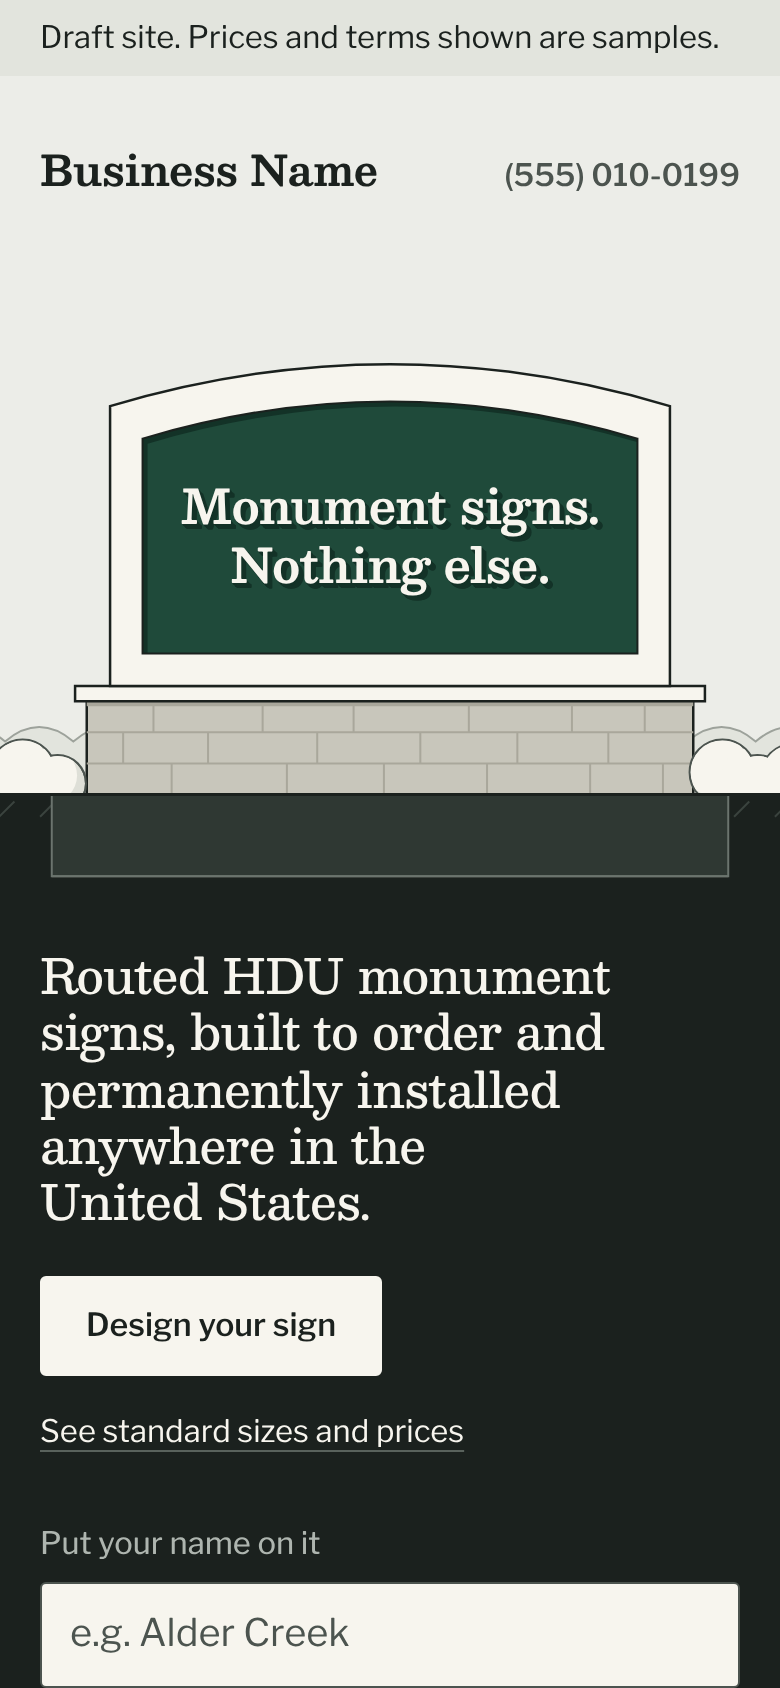 Draft site. Prices and terms shown are samples.
Business Name
(555) 010-0199
Monument signs.
Nothing else.
Routed HDU monument
signs, built to order and
permanently installed
anywhere in the
United States.
Design your sign
See standard sizes and prices
Put your name on it
e.g. Alder Creek